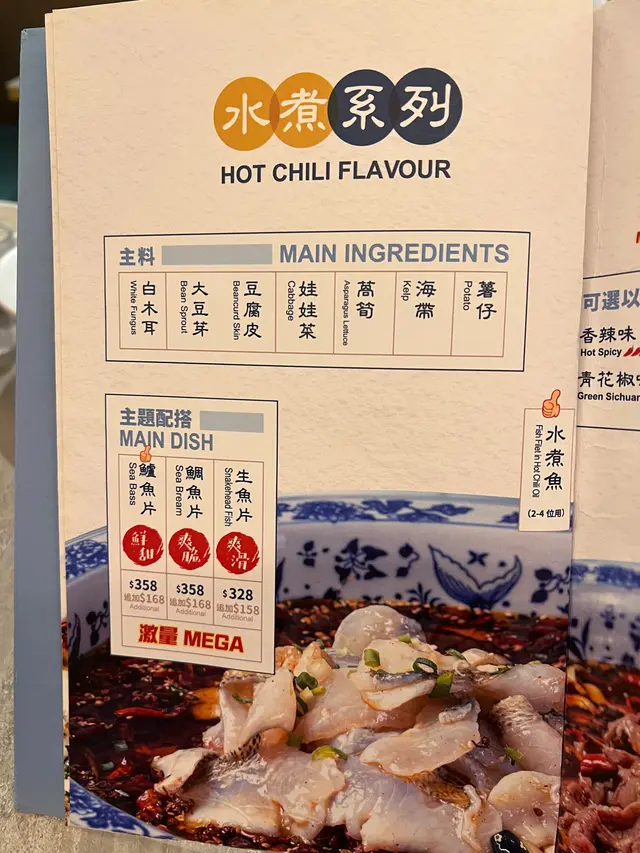 水煮系列
HOT CHILI FLAVOUR
主料 MAIN INGREDIENTS
白木耳
White Fungus
大豆芽
Bean Sprout
豆腐皮
Beancurd Skin
娃娃菜
Cabbage
萵筍
Asparagus Lettuce
海帶
Kelp
薯仔
Potato
主題配搭
MAIN DISH
鱸魚片
Sea Bass
鮮甜
$358
追加$168
Additional
鯛魚片
Sea Bream
爽脆
$358
追加$168
Additional
生魚片
Snakehead Fish
爽滑
$328
追加$158
Additional
激量 MEGA
水煮魚
Fish Filet in Hot Chili Oil
(2-4 位用)
可選以
香辣味
Hot Spicy
青花椒
Green Sichuan